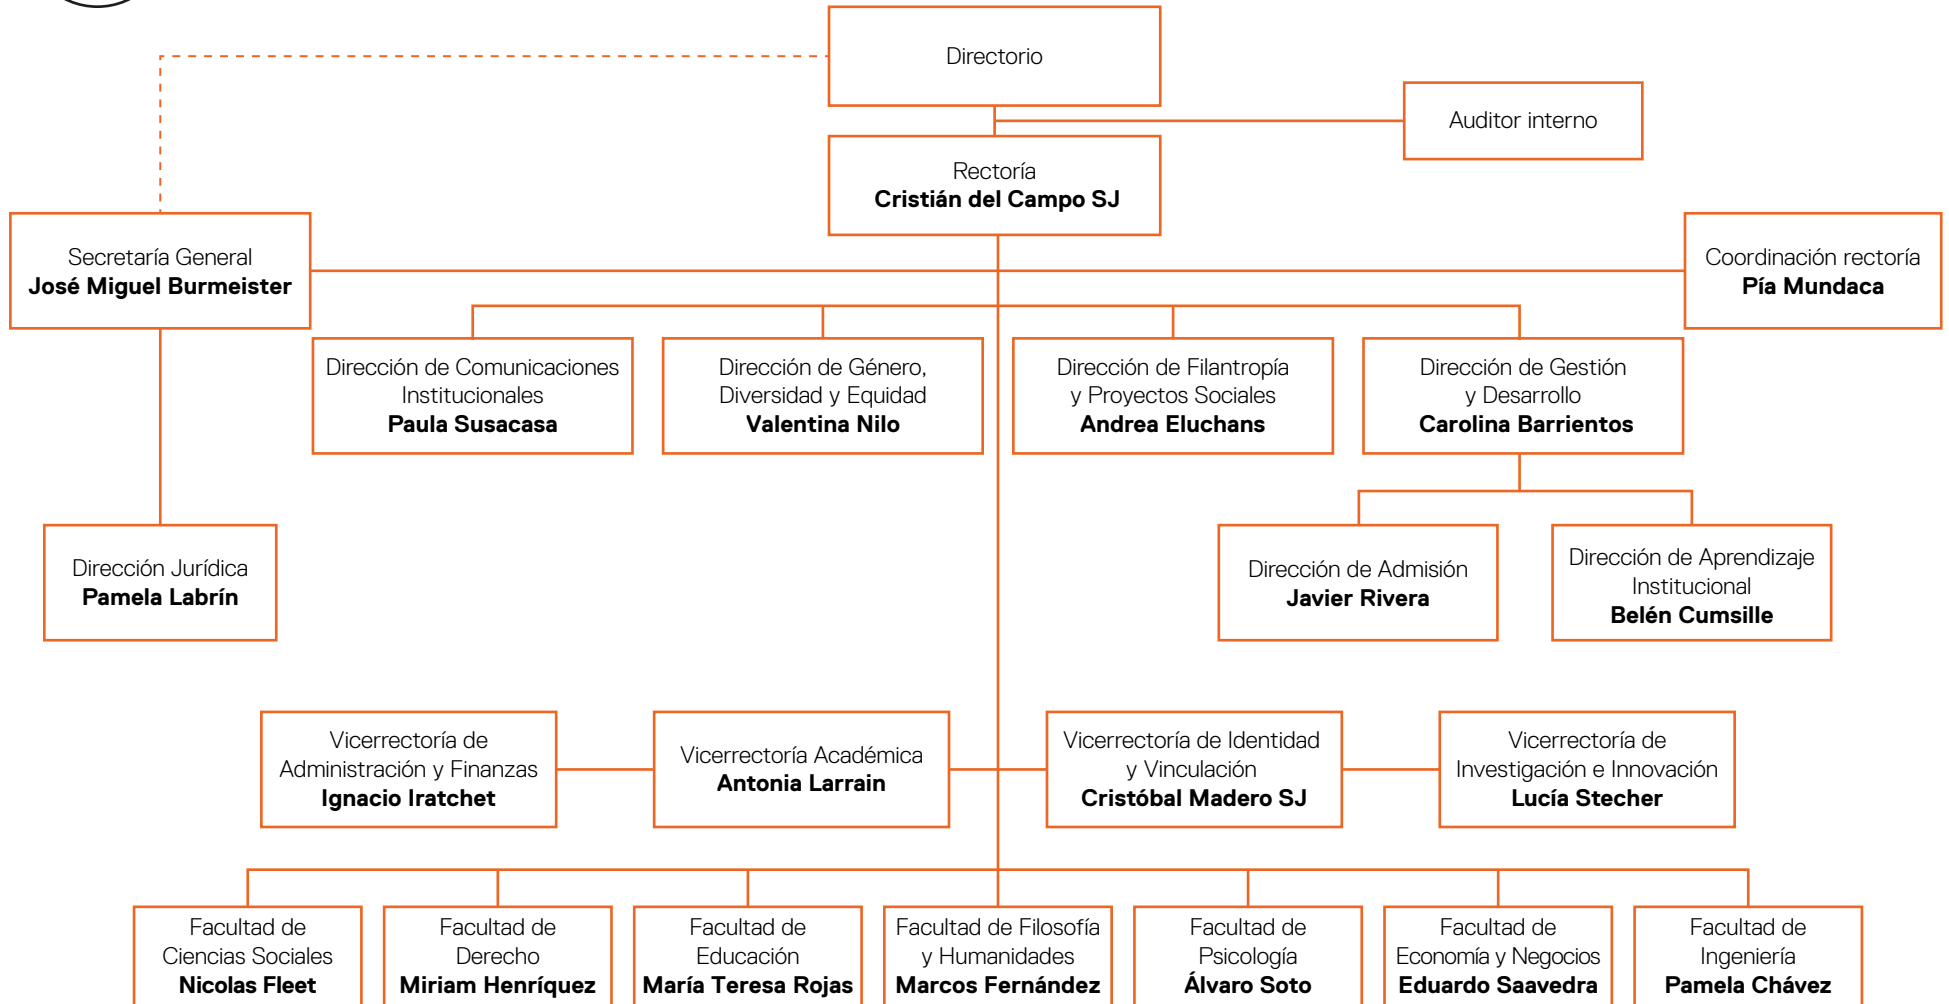 Directorio
Auditor interno
Rectoría
Cristián del Campo SJ
Secretaría General
José Miguel Burmeister
Coordinación rectoría
Pía Mundaca
Dirección de Comunicaciones
Institucionales
Paula Susacasa
Dirección de Género,
Diversidad y Equidad
Valentina Nilo
Dirección de Filantropía
y Proyectos Sociales
Andrea Eluchans
Dirección de Gestión
y Desarrollo
Carolina Barrientos
Dirección Jurídica
Pamela Labrín
Dirección de Admisión
Javier Rivera
Dirección de Aprendizaje
Institucional
Belén Cumsille
Vicerrectoría de
Administración y Finanzas
Ignacio Iratchet
Vicerrectoría Académica
Antonia Larrain
Vicerrectoría de Identidad
y Vinculación
Cristóbal Madero SJ
Vicerrectoría de
Investigación e Innovación
Lucía Stecher
Facultad de
Ciencias Sociales
Nicolas Fleet
Facultad de
Derecho
Miriam Henríquez
Facultad de
Educación
María Teresa Rojas
Facultad de Filosofía
y Humanidades
Marcos Fernández
Facultad de
Psicología
Álvaro Soto
Facultad de
Economía y Negocios
Eduardo Saavedra
Facultad de
Ingeniería
Pamela Chávez